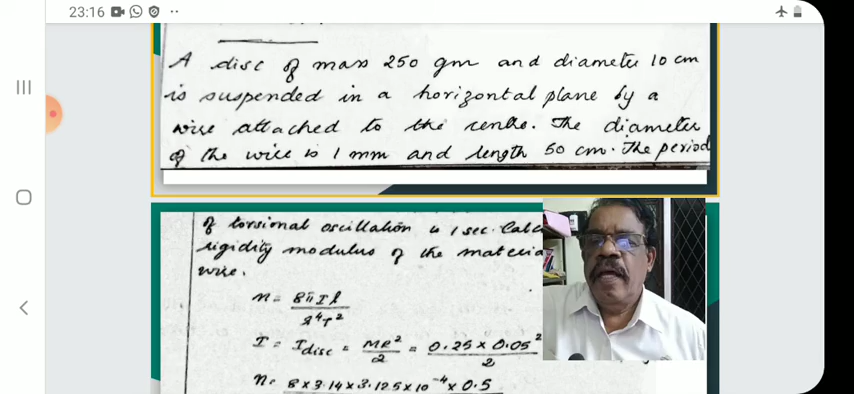 23:16
A disc of mass 250 gm and diameter 10 cm
is suspended in a horizontal plane by a
wire attached to the centre. The diameter
of the wire is 1 mm and length 50 cm. The period
of torsional oscillation is 1 sec. Calc
rigidity modulus of the materia
wire.
n = 8πIl / r⁴T²
I = I disc = MR²/2 = 0.25 × 0.05² / 2
n = 8 × 3.14 × 3.125 × 10⁻⁴ × 0.5